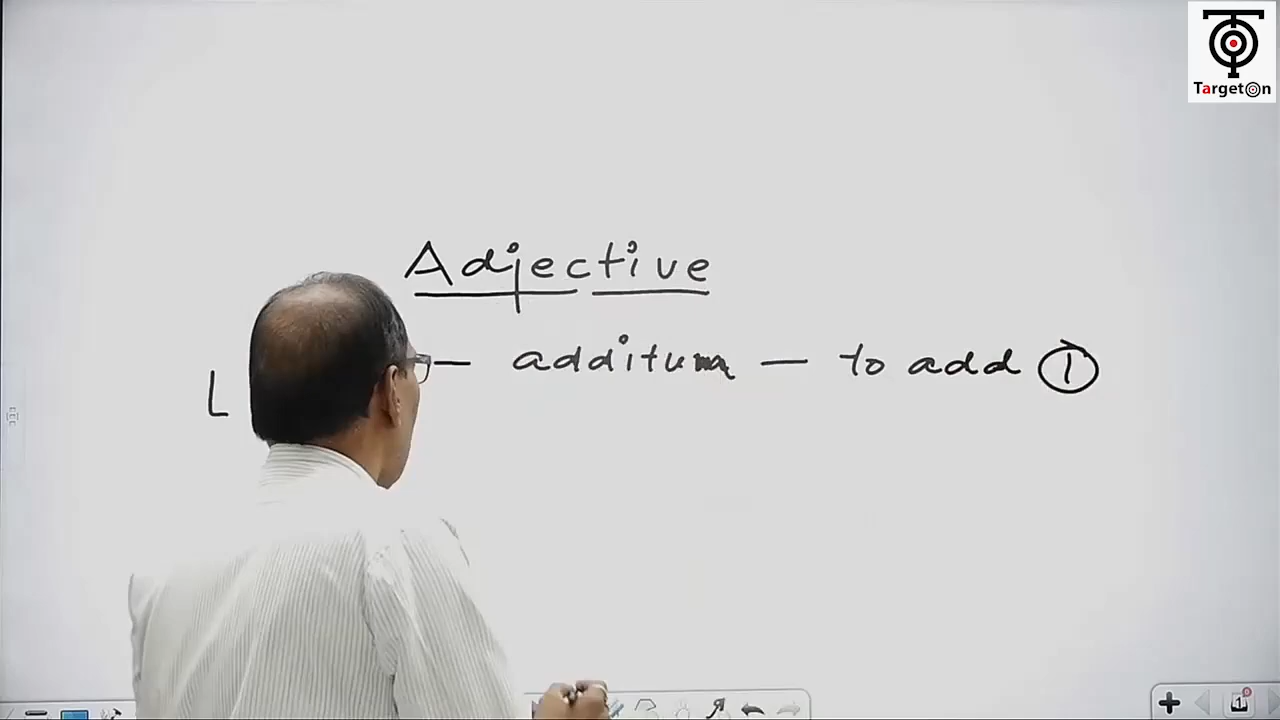 TargetOn
Adjective
L — additum — to add ①